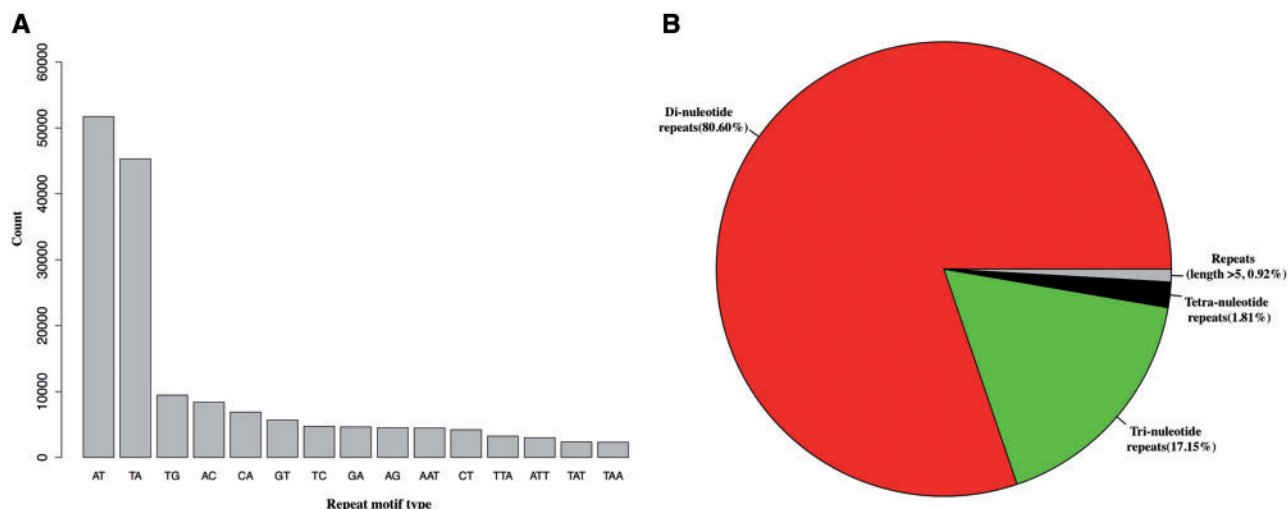 A
60000
50000
40000
30000
20000
10000
0
Count
AT TA TG AC CA GT TC GA AG AAT CT TTA ATT TAT TAA
Repeat motif type
B
Di-nuleotide
repeats(80.60%)
Repeats
(length >5, 0.92%)
Tetra-nuleotide
repeats(1.81%)
Tri-nuleotide
repeats(17.15%)